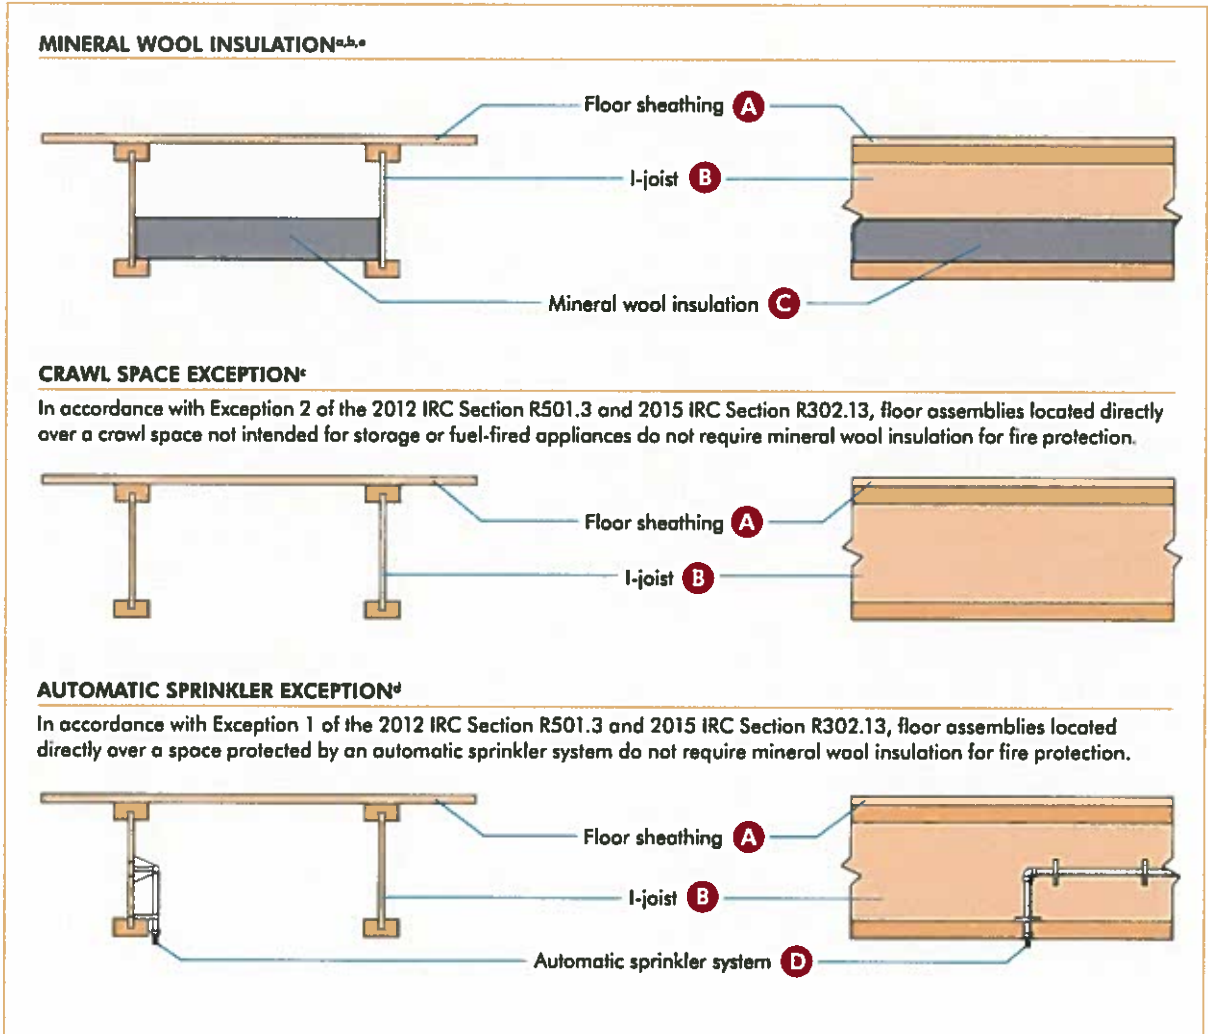 MINERAL WOOL INSULATIONa,b,e
Floor sheathing A
I-joist B
Mineral wool insulation C
CRAWL SPACE EXCEPTIONc
In accordance with Exception 2 of the 2012 IRC Section R501.3 and 2015 IRC Section R302.13, floor assemblies located directly
over a crawl space not intended for storage or fuel-fired appliances do not require mineral wool insulation for fire protection.
Floor sheathing A
I-joist B
AUTOMATIC SPRINKLER EXCEPTIONd
In accordance with Exception 1 of the 2012 IRC Section R501.3 and 2015 IRC Section R302.13, floor assemblies located
directly over a space protected by an automatic sprinkler system do not require mineral wool insulation for fire protection.
Floor sheathing A
I-joist B
Automatic sprinkler system D